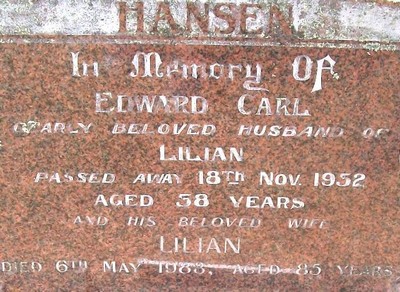 HANSEN
In Memory Of
EDWARD CARL
DEARLY BELOVED HUSBAND OF
LILIAN
PASSED AWAY 18TH NOV. 1952
AGED 58 YEARS
AND HIS BELOVED WIFE
LILIAN
DIED 6TH MAY 1983, AGED 85 YEARS